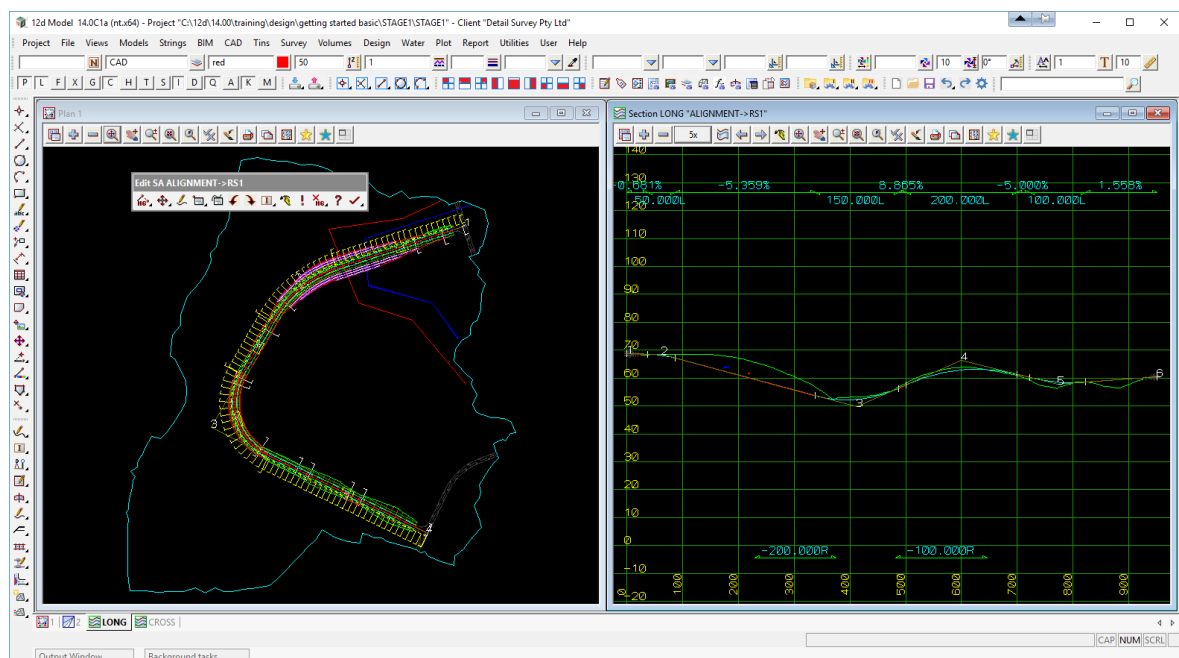 12d Model 14.0C1a (nt.x64) - Project "C:\12d\14.00\training\design\getting started basic\STAGE1\STAGE1" - Client "Detail Survey Pty Ltd"
Project File Views Models Strings BIM CAD Tins Survey Volumes Design Water Plot Report Utilities User Help
N CAD red 50 1 10 0° 1 T 10
P L F X G C H T S I D Q A K M
Plan 1
Section LONG "ALIGNMENT->RS1"
5x
Edit SA ALIGNMENT->RS1
HG HG ?
3
140
130
-0.681% -5.359% 8.865% -5.000% 1.558%
50.000L 150.000L 200.000L 100.000L
120
110
100
90
80
70
1 2 3 4 5 6
60
50
40
30
20
10
0
-200.000R -100.000R
-10
-20
0 100 200 300 400 500 600 700 800 900
1 2 LONG CROSS
CAP NUM SCRL
Output Window Background tasks